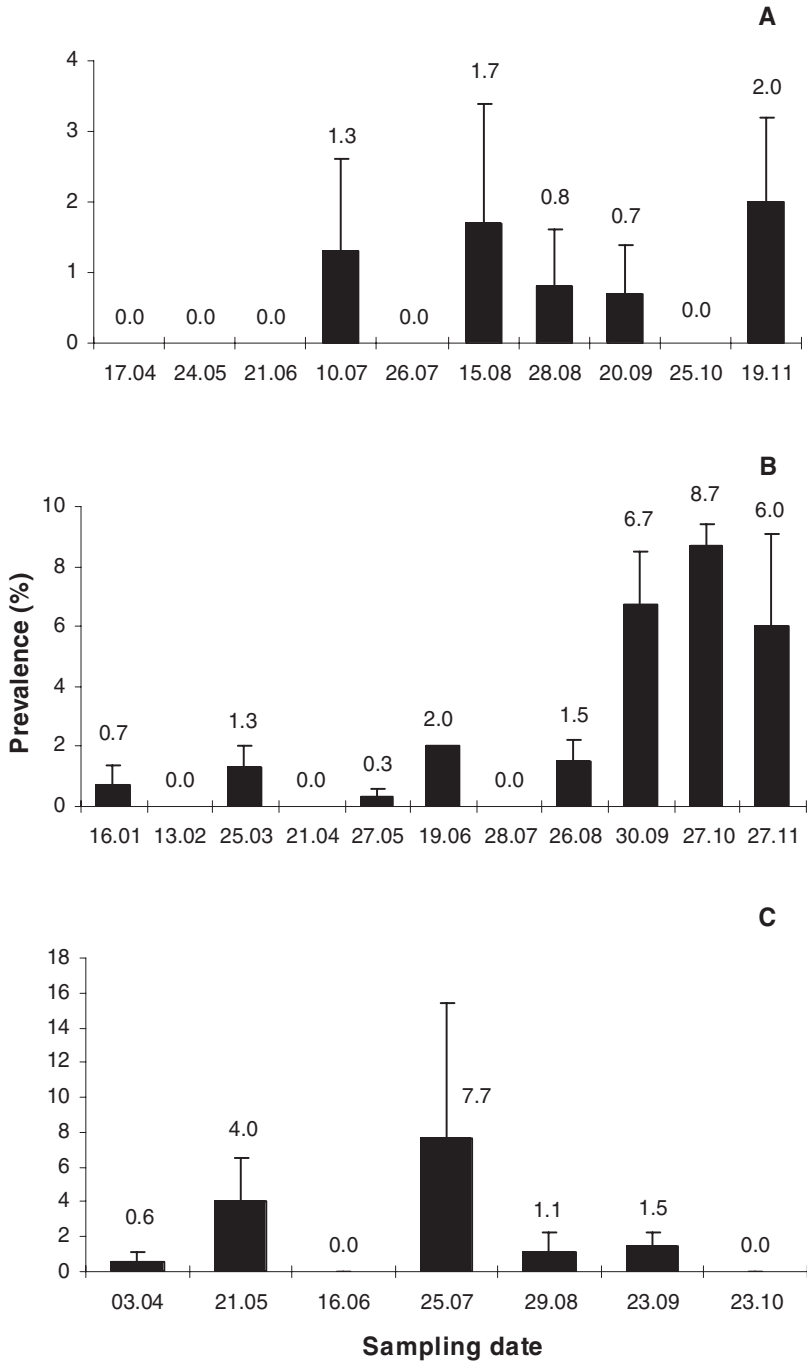 A
4
3
2
1
0
1.3
1.7
2.0
0.8
0.7
0.0 0.0 0.0 0.0 0.0
17.04 24.05 21.06 10.07 26.07 15.08 28.08 20.09 25.10 19.11
B
Prevalence (%)
10
8
6
4
2
0
0.7 0.0 1.3 0.0 0.3 2.0 0.0 1.5 6.7 8.7 6.0
16.01 13.02 25.03 21.04 27.05 19.06 28.07 26.08 30.09 27.10 27.11
C
18
16
14
12
10
8
6
4
2
0
0.6 4.0 0.0 7.7 1.1 1.5 0.0
03.04 21.05 16.06 25.07 29.08 23.09 23.10
Sampling date